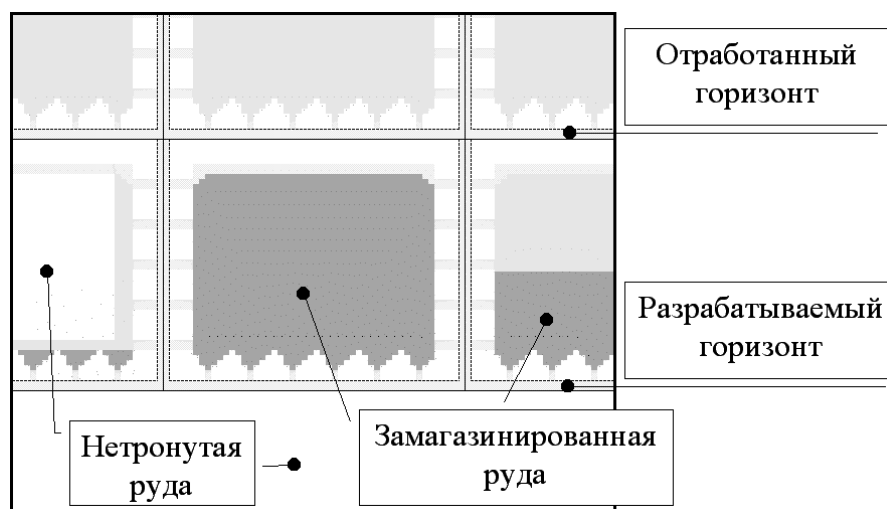 Отработанный
горизонт
Разрабатываемый
горизонт
Нетронутая
руда
Замагазинированная
руда